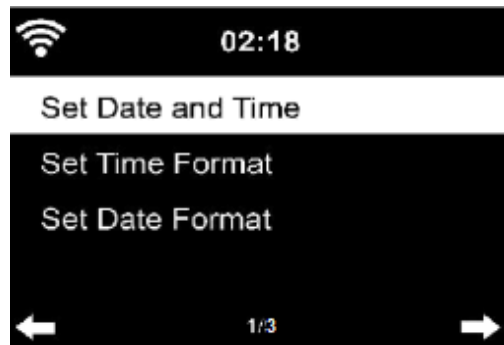 02:18
Set Date and Time
Set Time Format
Set Date Format
1/3